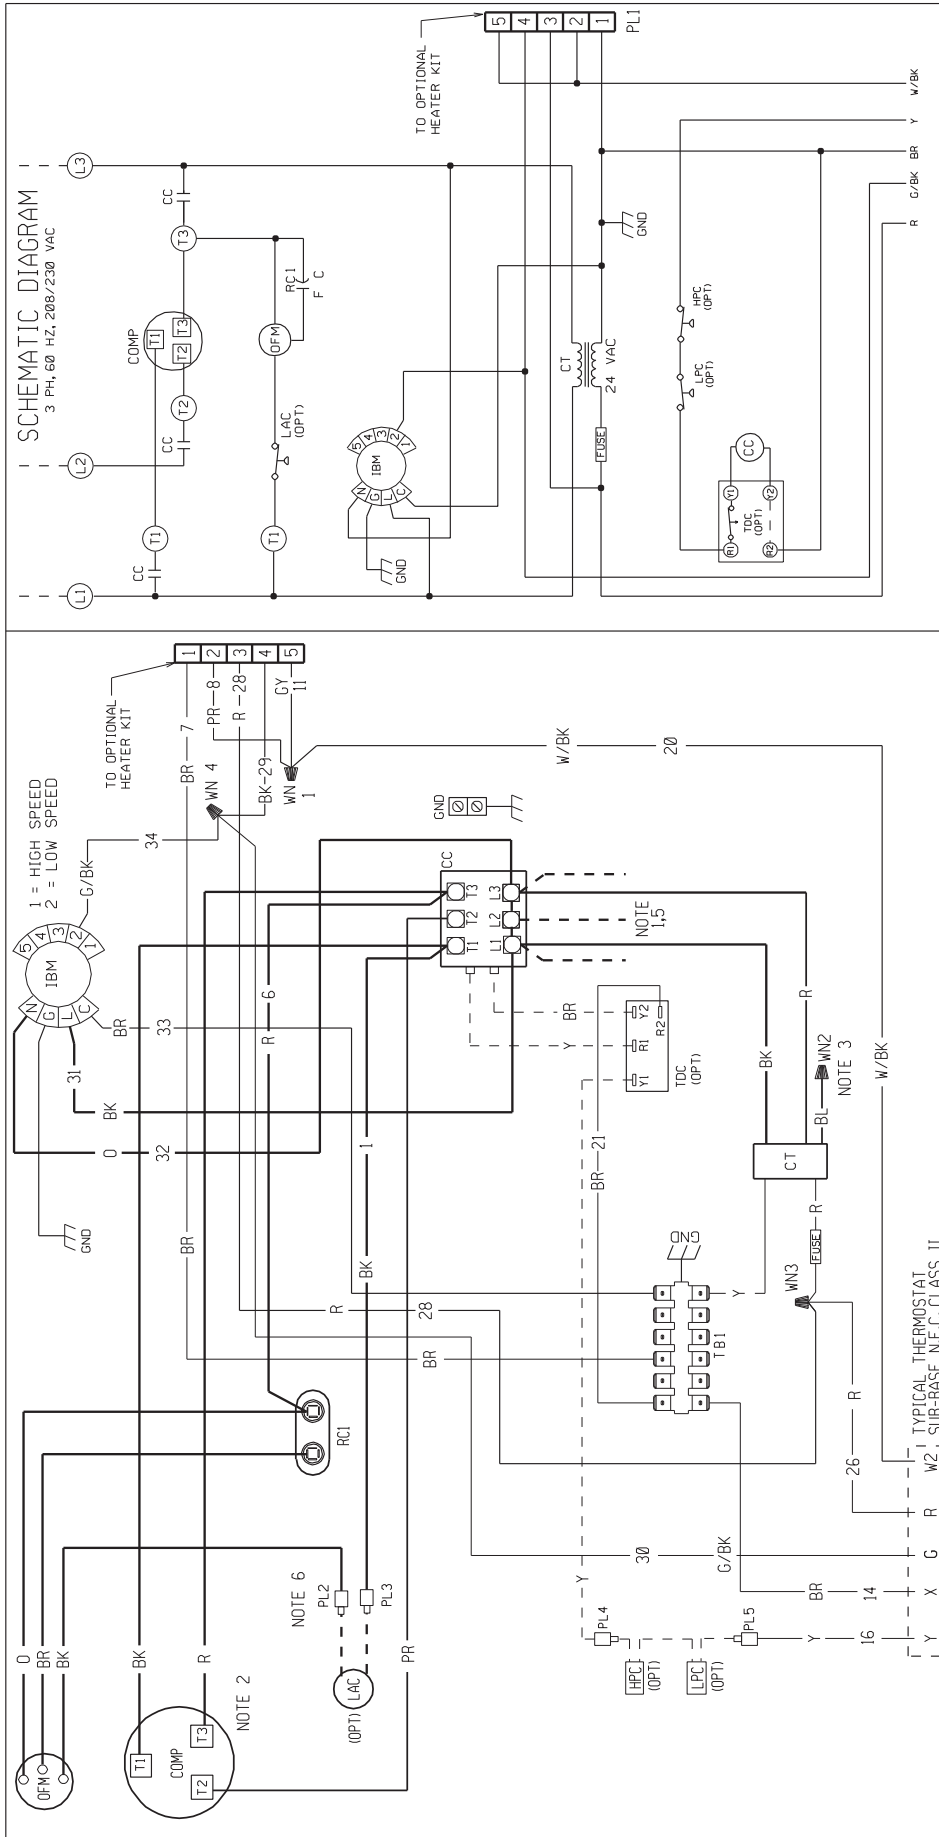 SCHEMATIC DIAGRAM
3 PH, 60 HZ, 208/230 VAC
L1
L2
L3
CC
T1
CC
T2
CC
T3
COMP
T1
T2
T3
T1
LAC
(OPT)
OFM
RC1
F C
IBM
N
G
L
C
5
4
3
2
1
GND
CT
24 VAC
FUSE
GND
TO OPTIONAL
HEATER KIT
5
4
3
2
1
PL1
LPC
(OPT)
HPC
(OPT)
TDC
(OPT)
R1
Y1
R2
Y2
CC
W/BK
Y
BR
G/BK
R
OFM
O
BR
BK
COMP
T1
T2
T3
NOTE 2
BK
R
PR
LAC
(OPT)
NOTE 6
PL2
PL3
RC1
BK
1
R
6
GND
O
32
BK
31
BR
33
IBM
N
G
L
C
5
4
3
2
1
1 = HIGH SPEED
2 = LOW SPEED
G/BK
34
WN 4
TO OPTIONAL
HEATER KIT
1
2
3
4
5
BR
7
PR
8
R
28
BK-29
GY
11
WN
1
BR
BR
R
28
W/BK
20
GND
CC
T1
T2
T3
L1
L2
L3
NOTE
1,5
Y
BR
TDC
(OPT)
Y1
R1
Y2
R2
BR
21
BK
R
BL
WN2
NOTE 3
CT
Y
R
FUSE
WN3
GND
TB1
W/BK
R
26
30
G/BK
BR
14
Y
16
Y
PL4
PL5
HPC
(OPT)
LPC
(OPT)
TYPICAL THERMOSTAT
SUB-BASE N.E.C. CLASS II
Y
X
G
R
W2